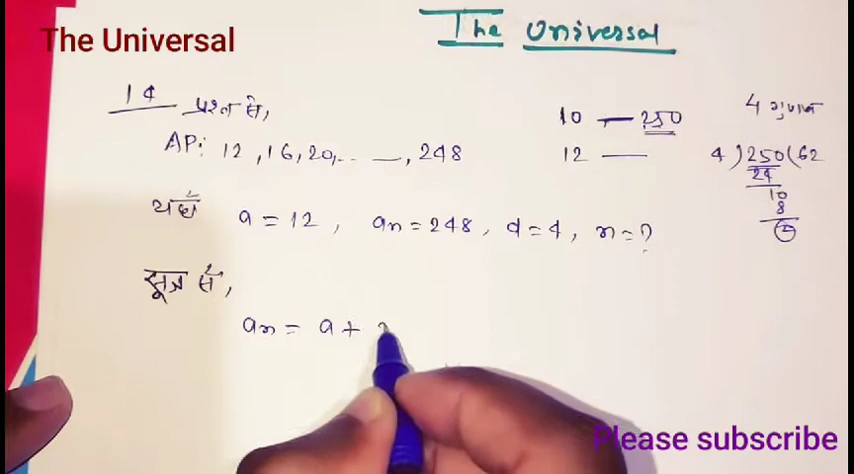 The Universal
The Universal
14 प्रश्न से,
10 — 250
4 गुणज
AP: 12, 16, 20, .. —, 248
12 —
4)250(62
24
10
8
2
यहाँ a = 12, an = 248, d = 4, n = ?
सूत्र से,
an = a +
Please subscribe